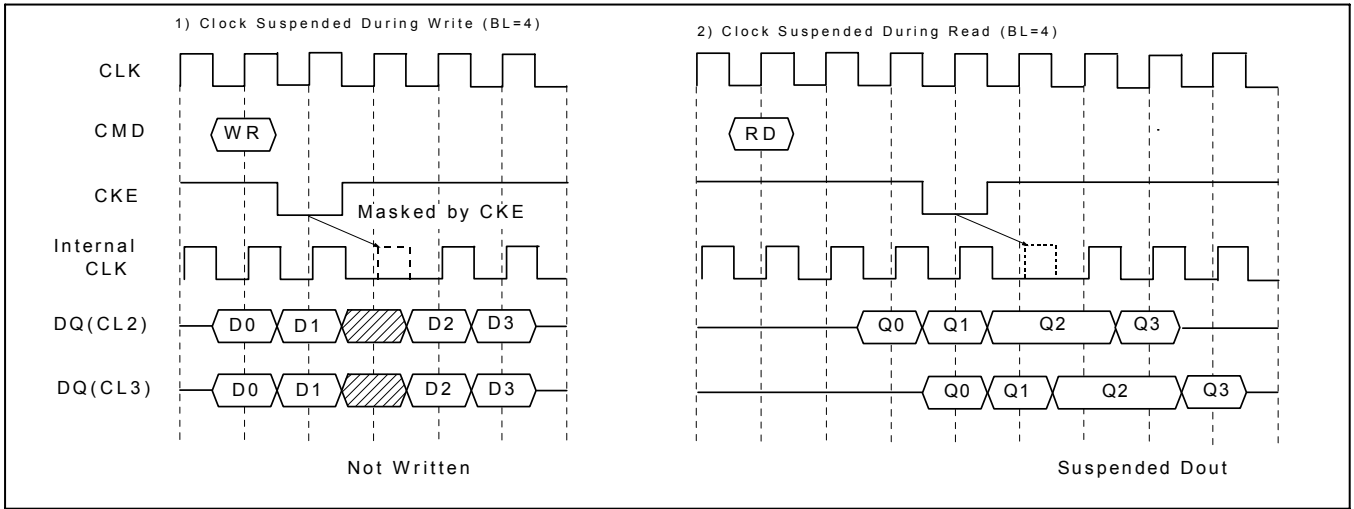 1) Clock Suspended During Write (BL=4)
CLK
CMD
WR
CKE
Masked by CKE
Internal
CLK
DQ(CL2)
D0 D1 D2 D3
DQ(CL3)
D0 D1 D2 D3
Not Written
2) Clock Suspended During Read (BL=4)
RD
Q0 Q1 Q2 Q3
Q0 Q1 Q2 Q3
Suspended Dout